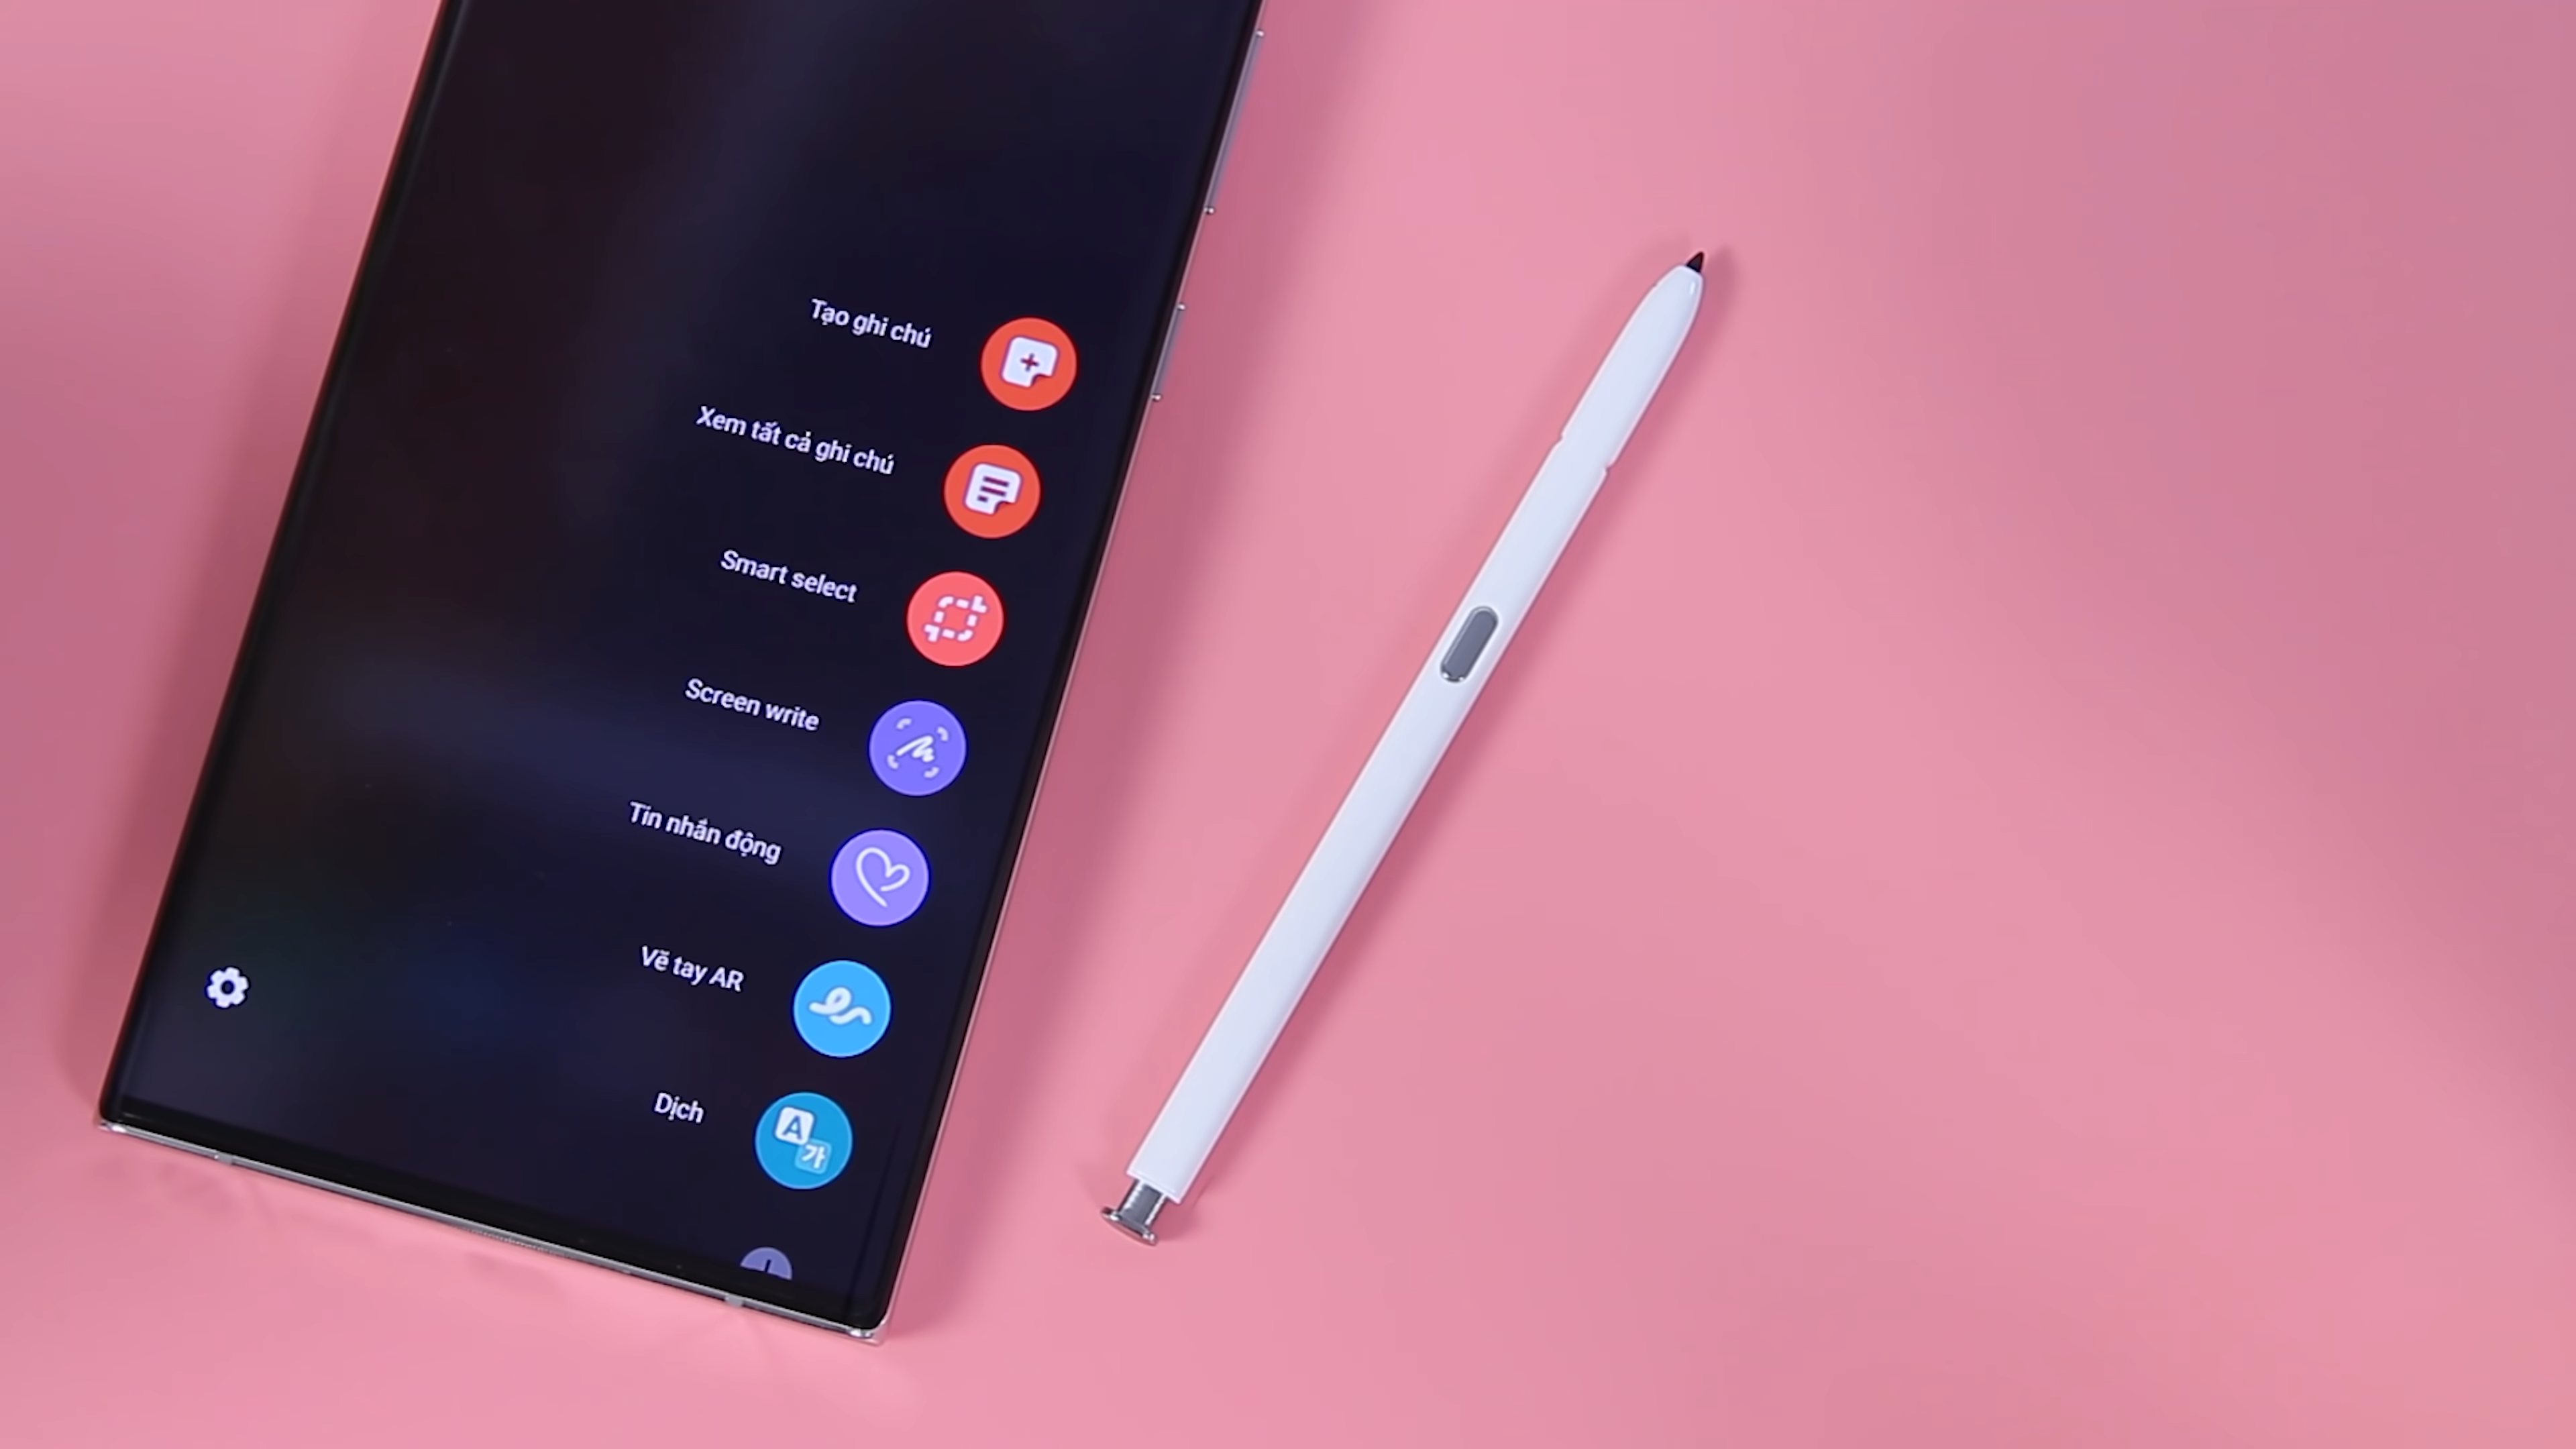 Tạo ghi chú
Xem tất cả ghi chú
Smart select
Screen write
Tin nhắn động
Vẽ tay AR
Dịch
A
가